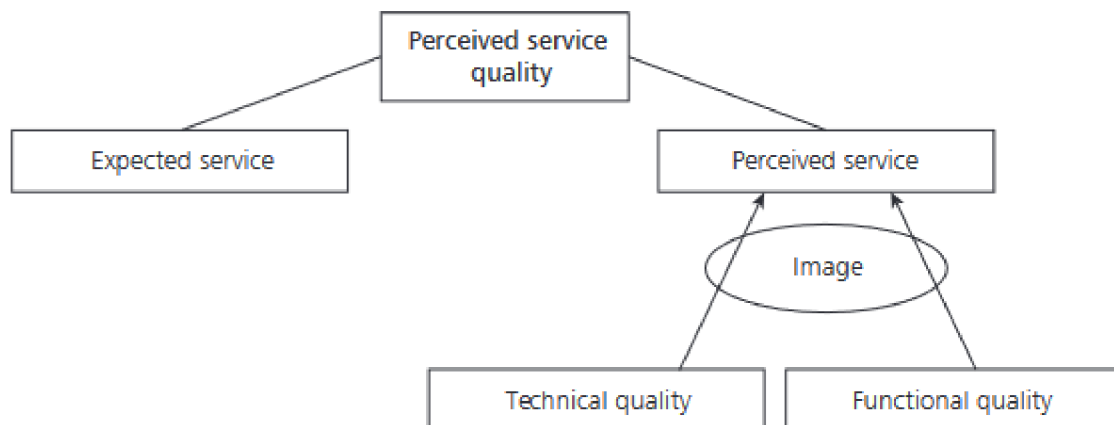 Perceived service
quality
Expected service
Perceived service
Image
Technical quality
Functional quality